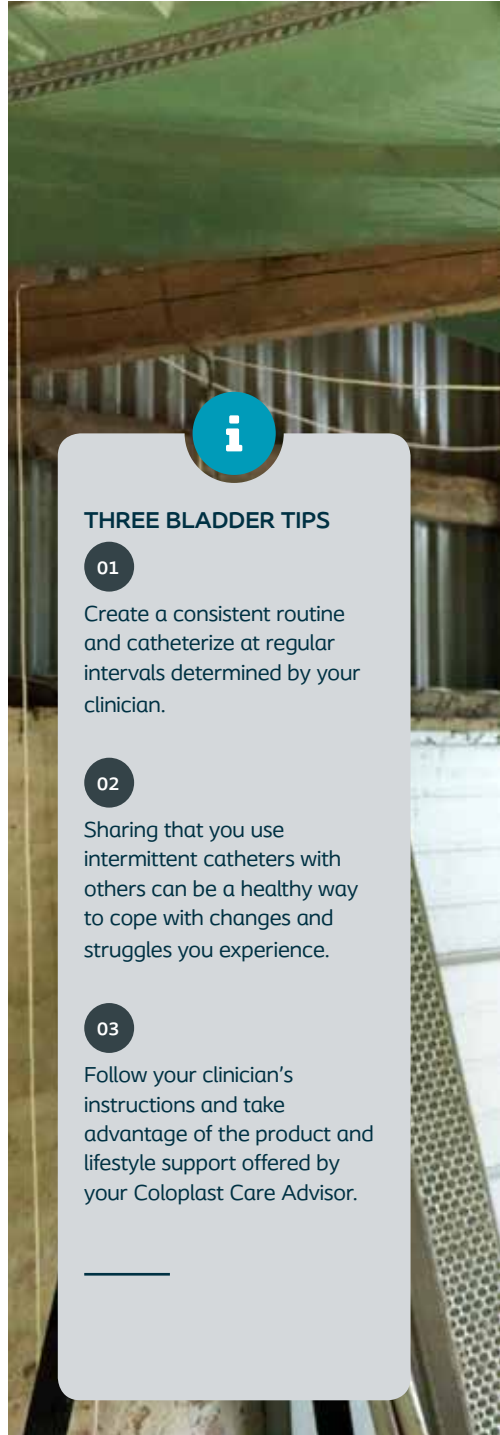 i
THREE BLADDER TIPS
01
Create a consistent routine
and catheterize at regular
intervals determined by your
clinician.
02
Sharing that you use
intermittent catheters with
others can be a healthy way
to cope with changes and
struggles you experience.
03
Follow your clinician’s
instructions and take
advantage of the product and
lifestyle support offered by
your Coloplast Care Advisor.